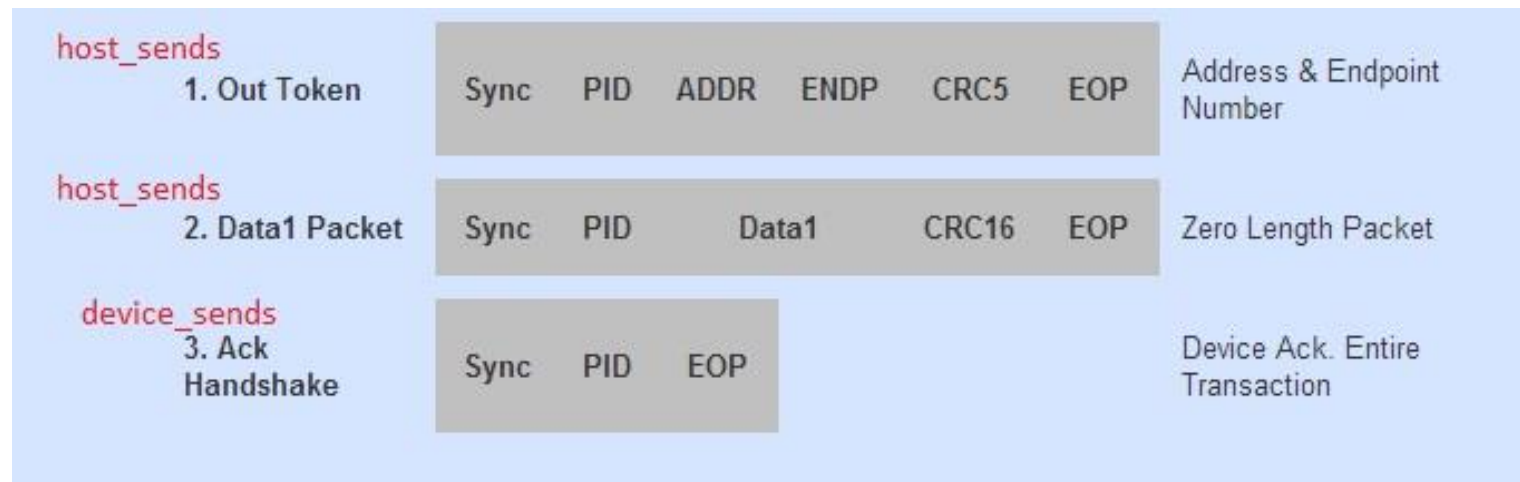 host_sends
1. Out Token
Sync PID ADDR ENDP CRC5 EOP
Address & Endpoint
Number
host_sends
2. Data1 Packet
Sync PID Data1 CRC16 EOP
Zero Length Packet
device_sends
3. Ack
Handshake
Sync PID EOP
Device Ack. Entire
Transaction